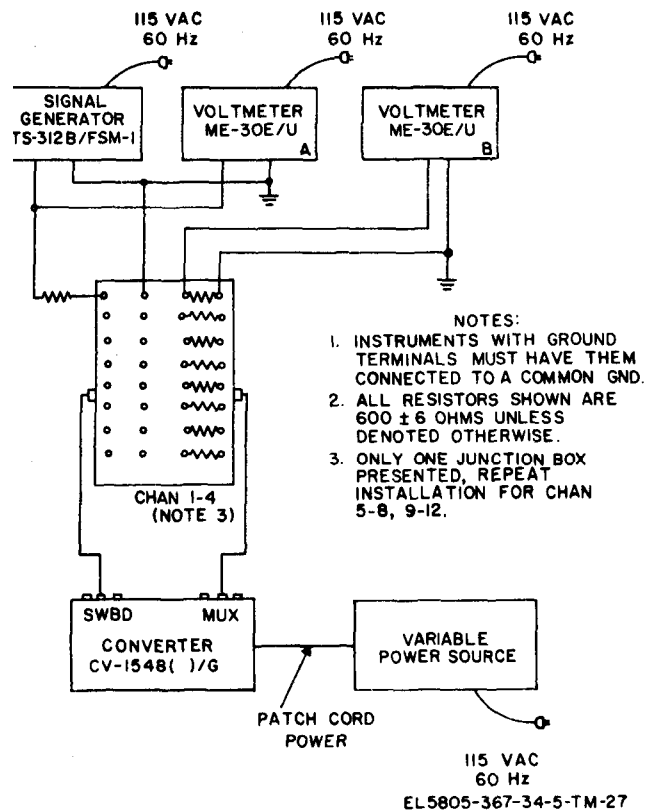 115 VAC
60 Hz
115 VAC
60 Hz
115 VAC
60 Hz
SIGNAL
GENERATOR
TS-312B/FSM-1
VOLTMETER
ME-30E/U
A
VOLTMETER
ME-30E/U
B
NOTES:
1. INSTRUMENTS WITH GROUND
TERMINALS MUST HAVE THEM
CONNECTED TO A COMMON GND.
2. ALL RESISTORS SHOWN ARE
600 ± 6 OHMS UNLESS
DENOTED OTHERWISE.
3. ONLY ONE JUNCTION BOX
PRESENTED, REPEAT
INSTALLATION FOR CHAN
5-8, 9-12.
CHAN 1-4
(NOTE 3)
SWBD MUX
CONVERTER
CV-1548( )/G
VARIABLE
POWER SOURCE
PATCH CORD
POWER
115 VAC
60 Hz
EL5805-367-34-5-TM-27